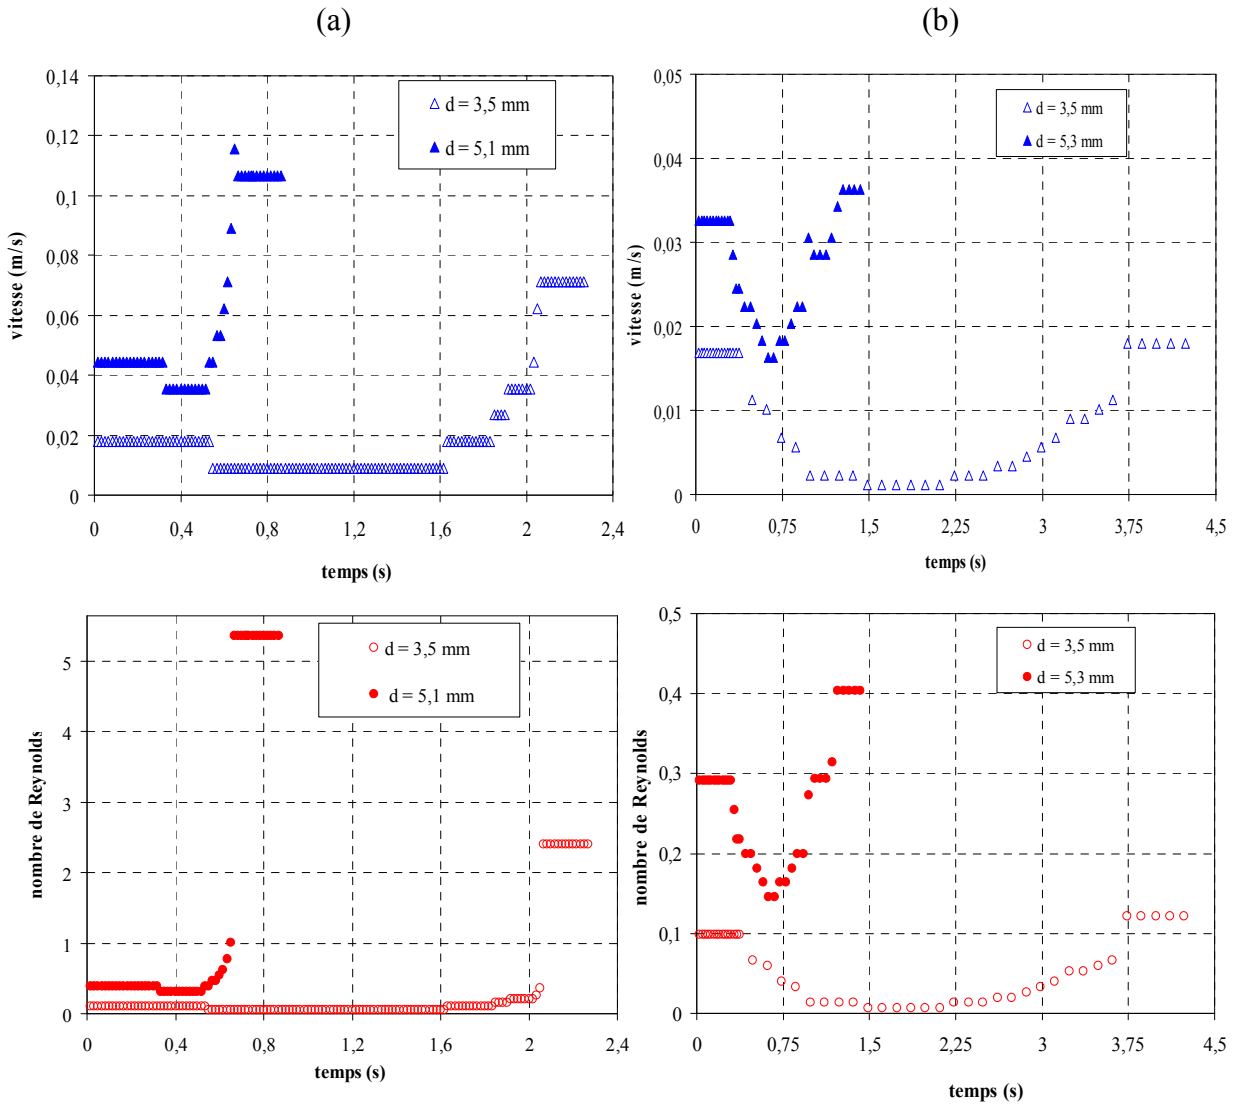 (a)
(b)
0,14
0,12
0,1
0,08
0,06
0,04
0,02
0
vitesse (m/s)
d = 3,5 mm
d = 5,1 mm
0 0,4 0,8 1,2 1,6 2 2,4
temps (s)
0,05
0,04
0,03
0,02
0,01
0
vitesse (m/s)
d = 3,5 mm
d = 5,3 mm
0 0,75 1,5 2,25 3 3,75 4,5
temps (s)
5
4
3
2
1
0
nombre de Reynolds
d = 3,5 mm
d = 5,1 mm
0 0,4 0,8 1,2 1,6 2 2,4
temps (s)
0,5
0,4
0,3
0,2
0,1
0
nombre de Reynolds
d = 3,5 mm
d = 5,3 mm
0 0,75 1,5 2,25 3 3,75 4,5
temps (s)